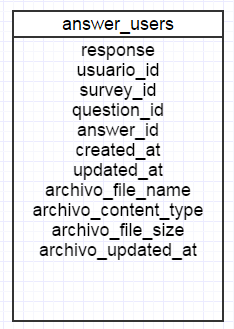 answer_users
response
usuario_id
survey_id
question_id
answer_id
created_at
updated_at
archivo_file_name
archivo_content_type
archivo_file_size
archivo_updated_at